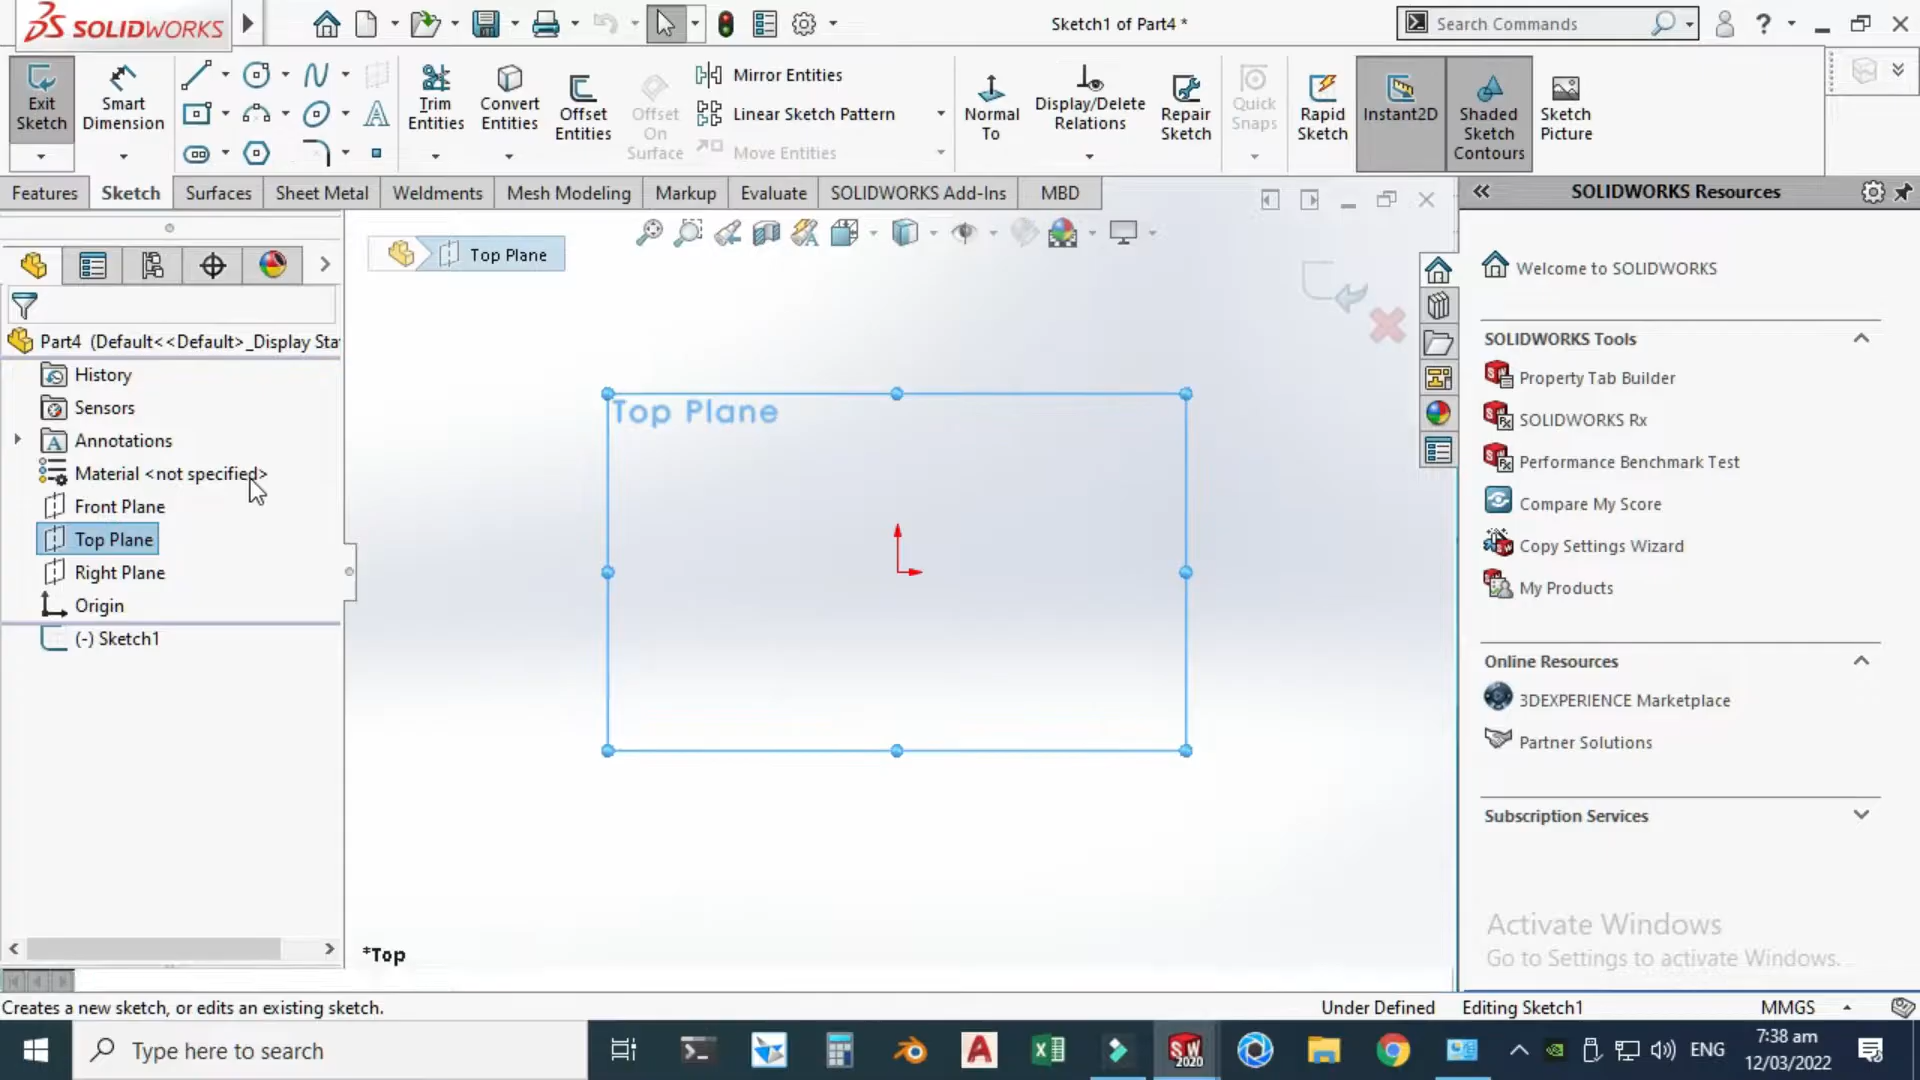 SOLIDWORKS
Sketch1 of Part4 *
Search Commands
Exit Sketch
Smart Dimension
Trim Entities
Convert Entities
Offset Entities
Offset On Surface
Mirror Entities
Linear Sketch Pattern
Move Entities
Normal To
Display/Delete Relations
Repair Sketch
Quick Snaps
Rapid Sketch
Instant2D
Shaded Sketch Contours
Sketch Picture
Features
Sketch
Surfaces
Sheet Metal
Weldments
Mesh Modeling
Markup
Evaluate
SOLIDWORKS Add-Ins
MBD
SOLIDWORKS Resources
Top Plane
Part4 (Default<<Default>_Display Sta
History
Sensors
Annotations
Material <not specified>
Front Plane
Top Plane
Right Plane
Origin
(-) Sketch1
Top Plane
*Top
Welcome to SOLIDWORKS
SOLIDWORKS Tools
Property Tab Builder
SOLIDWORKS Rx
Performance Benchmark Test
Compare My Score
Copy Settings Wizard
My Products
Online Resources
3DEXPERIENCE Marketplace
Partner Solutions
Subscription Services
Activate Windows
Go to Settings to activate Windows.
Creates a new sketch, or edits an existing sketch.
Under Defined
Editing Sketch1
MMGS
Type here to search
SW
2020
ENG
7:38 am
12/03/2022